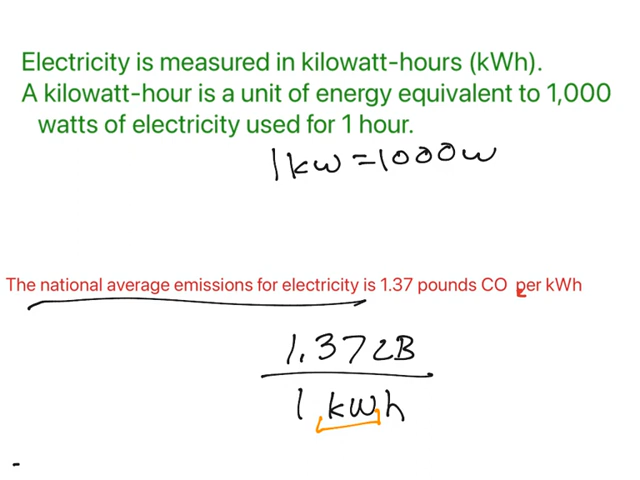 Electricity is measured in kilowatt-hours (kWh).
A kilowatt-hour is a unit of energy equivalent to 1,000
watts of electricity used for 1 hour.
1kw=1000w
The national average emissions for electricity is 1.37 pounds CO 2er kWh
1.37LB
1 kWh